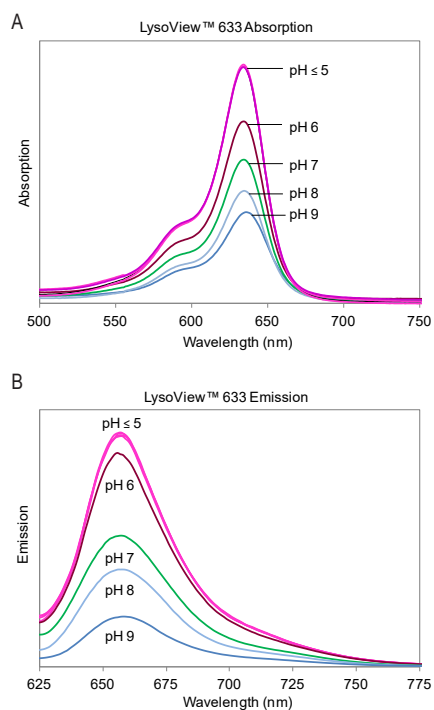 A
LysoView™ 633 Absorption
pH ≤ 5
pH 6
pH 7
pH 8
pH 9
Absorption
500 550 600 650 700 750
Wavelength (nm)
B
LysoView™ 633 Emission
pH ≤ 5
pH 6
pH 7
pH 8
pH 9
Emission
625 650 675 700 725 750 775
Wavelength (nm)